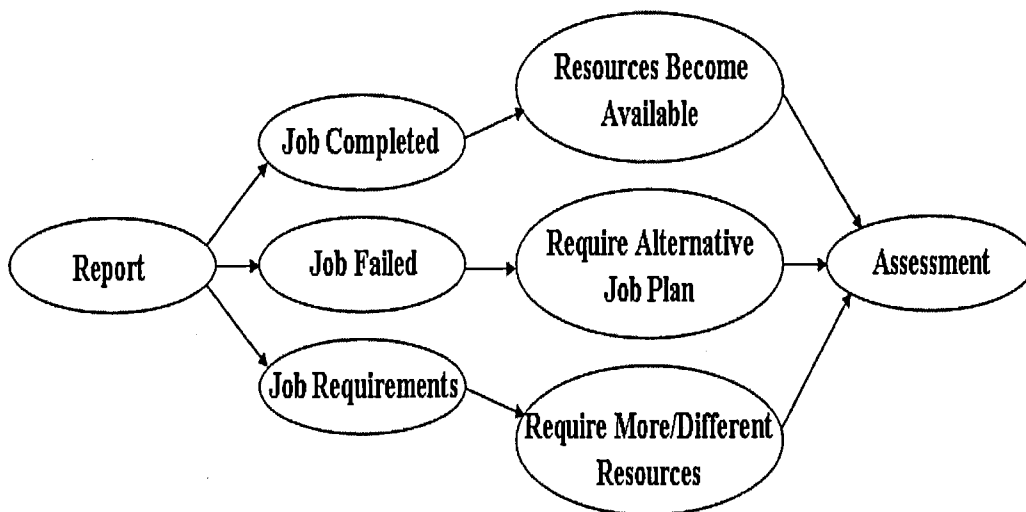 Report
Job Completed
Resources Become
Available
Job Failed
Require Alternative
Job Plan
Job Requirements
Require More/Different
Resources
Assessment